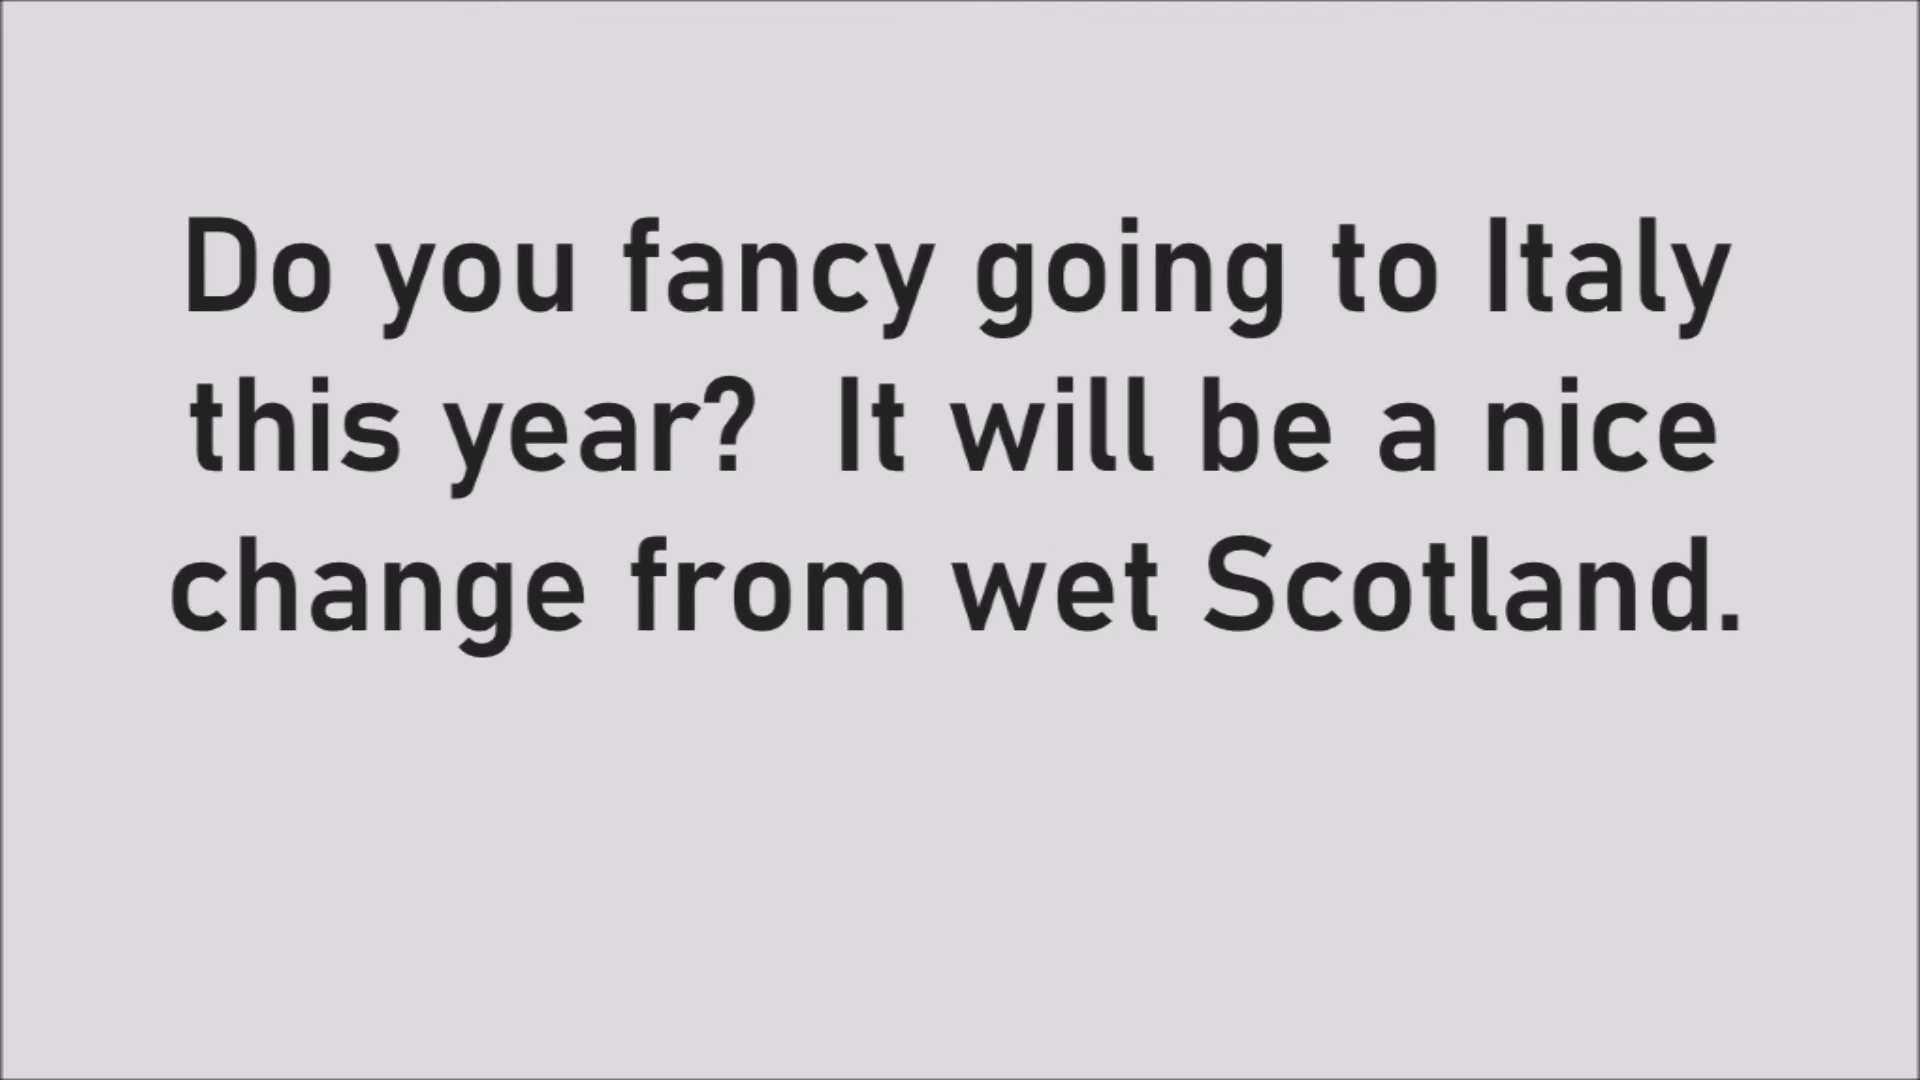 Do you fancy going to Italy
this year?  It will be a nice
change from wet Scotland.